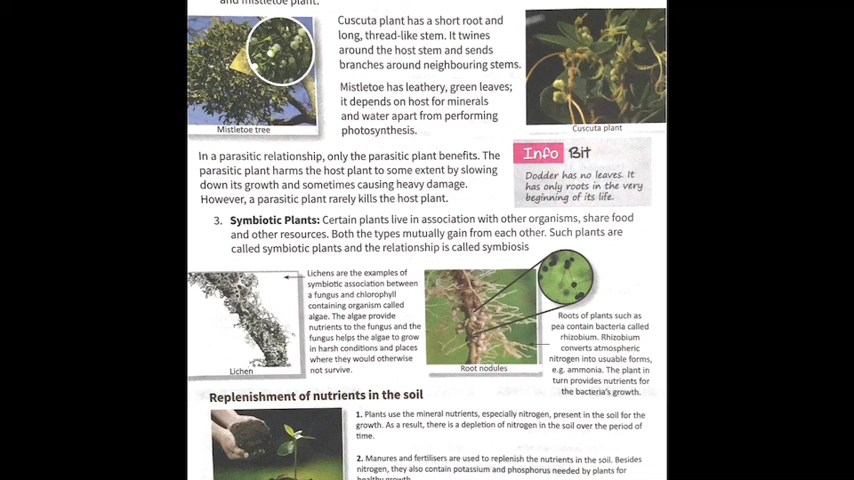 and mistletoe plant.
Cuscuta plant has a short root and
long, thread-like stem. It twines
around the host stem and sends
branches around neighbouring stems.
Mistletoe has leathery, green leaves;
it depends on host for minerals
and water apart from performing
photosynthesis.
Mistletoe tree
Cuscuta plant
In a parasitic relationship, only the parasitic plant benefits. The
parasitic plant harms the host plant to some extent by slowing
down its growth and sometimes causing heavy damage.
However, a parasitic plant rarely kills the host plant.
Info Bit
Dodder has no leaves. It
has only roots in the very
beginning of its life.
3. Symbiotic Plants: Certain plants live in association with other organisms, share food
and other resources. Both the types mutually gain from each other. Such plants are
called symbiotic plants and the relationship is called symbiosis
Lichens are the examples of
symbiotic association between
a fungus and chlorophyll
containing organism called
algae. The algae provide
nutrients to the fungus and the
fungus helps the algae to grow
in harsh conditions and places
where they would otherwise
not survive.
Lichen
Root nodules
Roots of plants such as
pea contain bacteria called
rhizobium. Rhizobium
converts atmospheric
nitrogen into usuable forms,
e.g. ammonia. The plant in
turn provides nutrients for
the bacteria's growth.
Replenishment of nutrients in the soil
1. Plants use the mineral nutrients, especially nitrogen, present in the soil for the
growth. As a result, there is a depletion of nitrogen in the soil over the period of
time.
2. Manures and fertilisers are used to replenish the nutrients in the soil. Besides
nitrogen, they also contain potassium and phosphorus needed by plants for
healthy growth